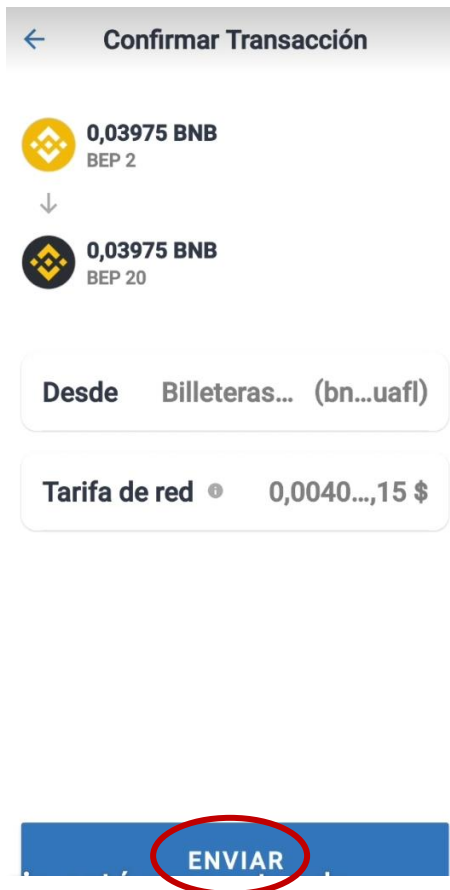 Confirmar Transacción
0,03975 BNB
BEP 2
0,03975 BNB
BEP 20
Desde Billeteras... (bn...uafl)
Tarifa de red 0,0040...,15 $
ENVIAR